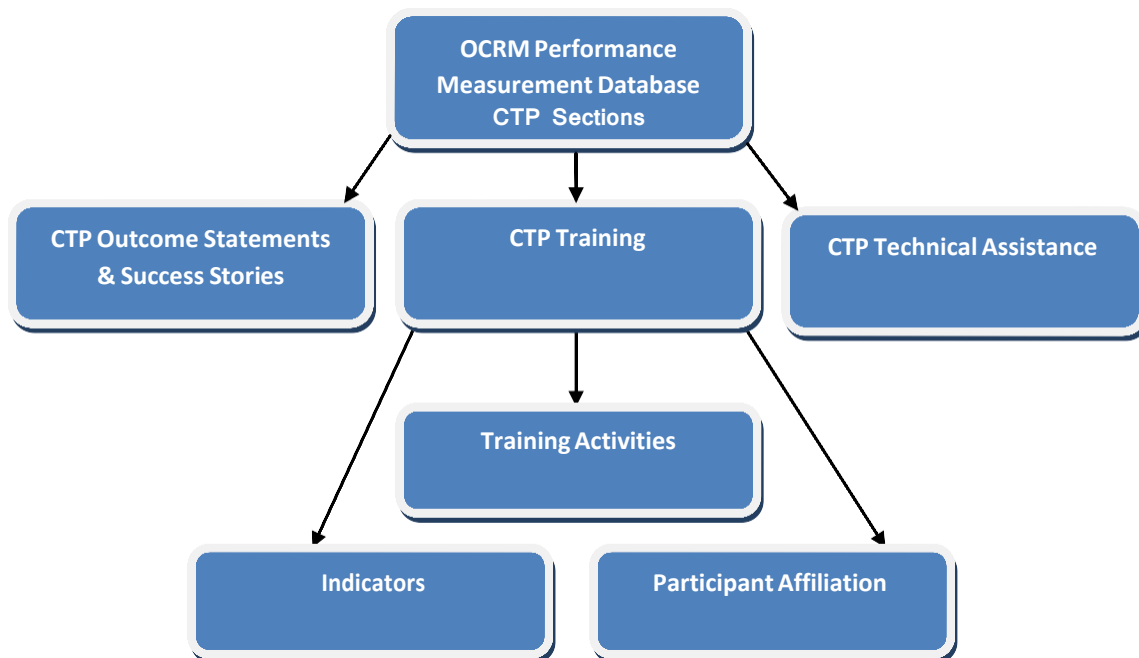 OCRM Performance
Measurement Database
CTP Sections
CTP Outcome Statements
& Success Stories
CTP Training
CTP Technical Assistance
Training Activities
Indicators
Participant Affiliation